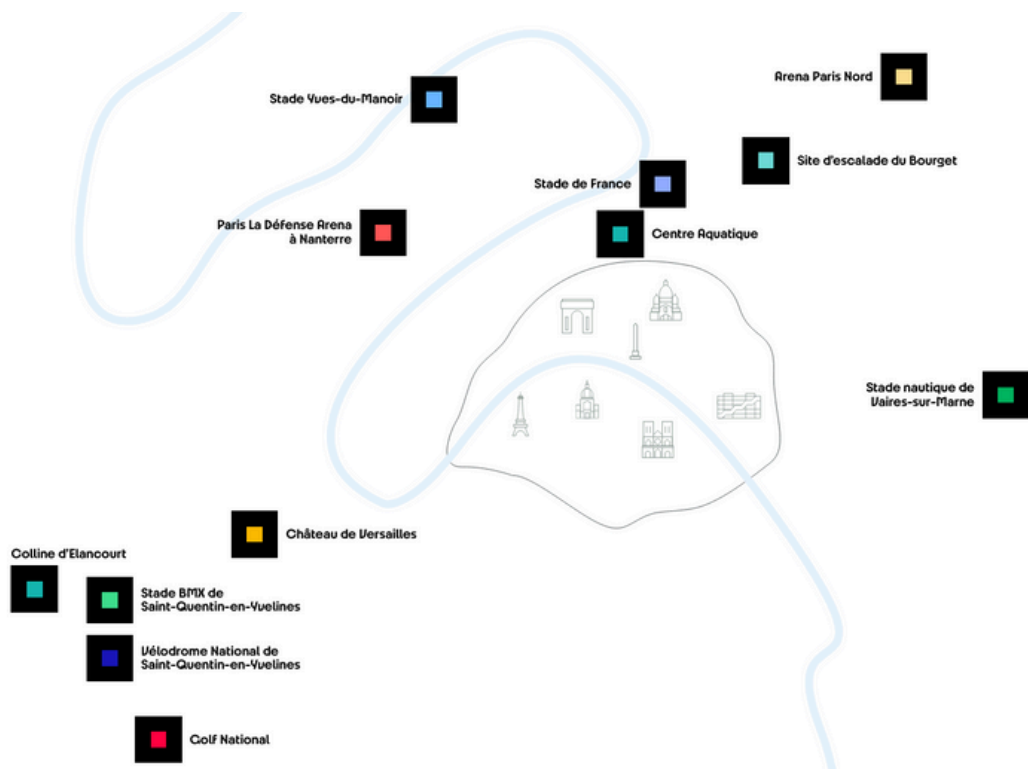 Arena Paris Nord
Stade Yves-du-Manoir
Site d'escalade du Bourget
Stade de France
Paris La Défense Arena
à Nanterre
Centre Aquatique
Stade nautique de
Vaires-sur-Marne
Château de Versailles
Colline d'Elancourt
Stade BMX de
Saint-Quentin-en-Yvelines
Vélodrome National de
Saint-Quentin-en-Yvelines
Golf National